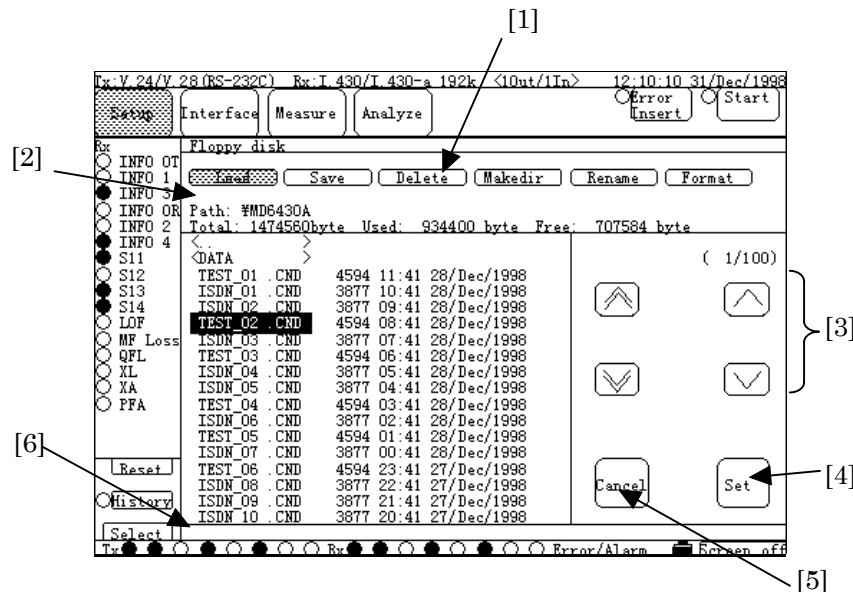 [1]
Tx:V.24/V.28(RS-232C) Rx:I.430/I.430-a 192k <1Out/1In> 12:10:10 31/Dec/1998
Setup Interface Measure Analyze Error Insert Start
Rx Floppy disk
[2]
INFO OT
INFO 1 Load Save Delete Makedir Rename Format
INFO 3
INFO OR Path: ¥MD6430A
INFO 2 Total: 1474560byte Used: 934400 byte Free: 707584 byte
INFO 4 <.. >
S11 <DATA > ( 1/100)
S12 TEST_01 .CND 4594 11:41 28/Dec/1998
S13 ISDN_01 .CND 3877 10:41 28/Dec/1998
S14 ISDN_02 .CND 3877 09:41 28/Dec/1998
LOF TEST_02 .CND 4594 08:41 28/Dec/1998
[3]
MF Loss ISDN_03 .CND 3877 07:41 28/Dec/1998
QFL TEST_03 .CND 4594 06:41 28/Dec/1998
XL ISDN_04 .CND 3877 05:41 28/Dec/1998
XA ISDN_05 .CND 3877 04:41 28/Dec/1998
PFA TEST_04 .CND 4594 03:41 28/Dec/1998
ISDN_06 .CND 3877 02:41 28/Dec/1998
TEST_05 .CND 4594 01:41 28/Dec/1998
[6]
ISDN_07 .CND 3877 00:41 28/Dec/1998
Reset TEST_06 .CND 4594 23:41 27/Dec/1998
ISDN_08 .CND 3877 22:41 27/Dec/1998 Cancel Set
[4]
History ISDN_09 .CND 3877 21:41 27/Dec/1998
ISDN_10 .CND 3877 20:41 27/Dec/1998
Select
Tx Rx Error/Alarm Screen off
[5]